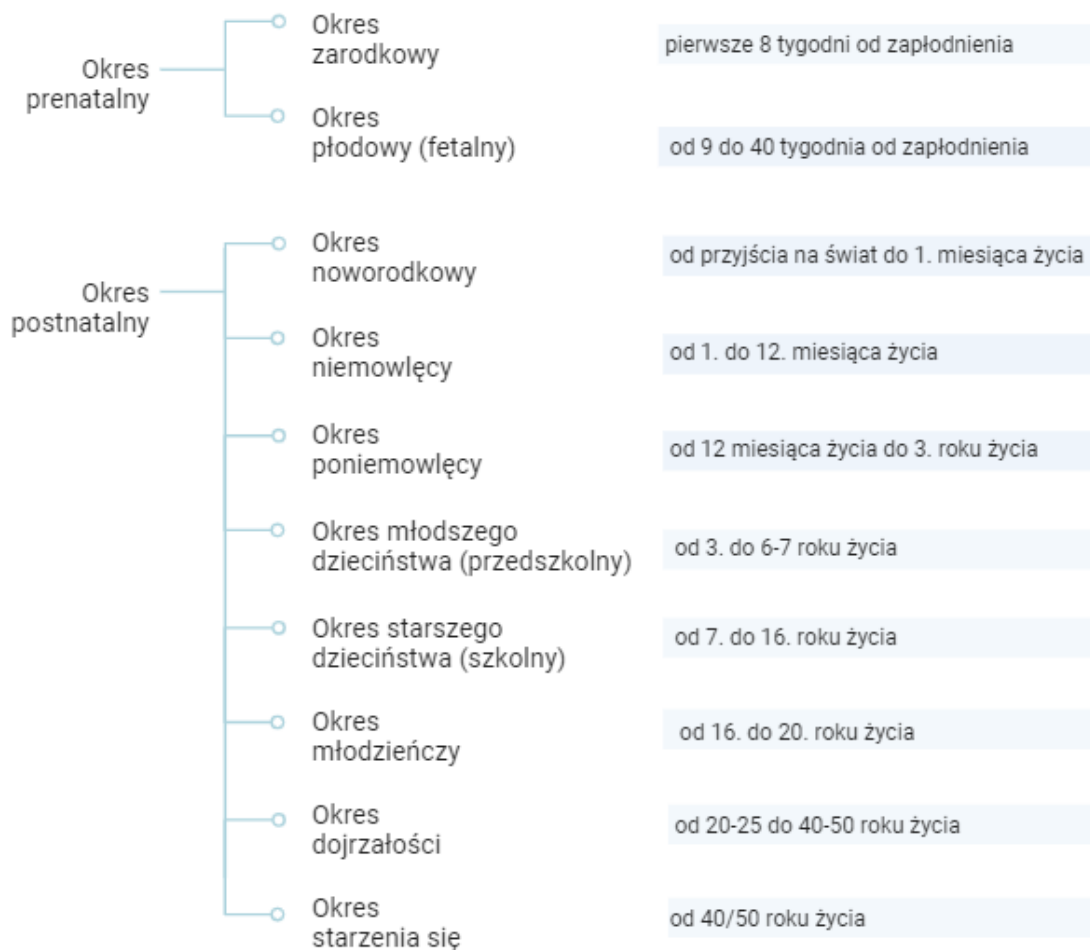 Okres
prenatalny
Okres
zarodkowy
pierwsze 8 tygodni od zapłodnienia
Okres
płodowy (fetalny)
od 9 do 40 tygodnia od zapłodnienia
Okres
postnatalny
Okres
noworodkowy
od przyjścia na świat do 1. miesiąca życia
Okres
niemowlęcy
od 1. do 12. miesiąca życia
Okres
poniemowlęcy
od 12 miesiąca życia do 3. roku życia
Okres młodszego
dzieciństwa (przedszkolny)
od 3. do 6-7 roku życia
Okres starszego
dzieciństwa (szkolny)
od 7. do 16. roku życia
Okres
młodzieńczy
od 16. do 20. roku życia
Okres
dojrzałości
od 20-25 do 40-50 roku życia
Okres
starzenia się
od 40/50 roku życia